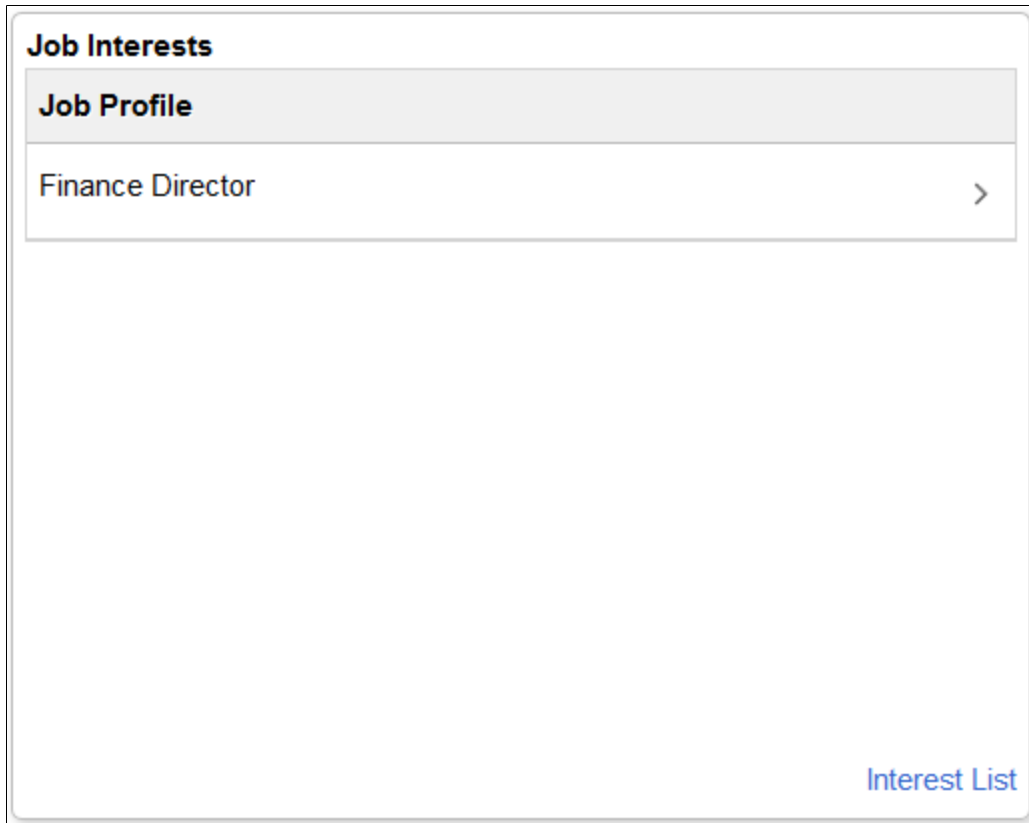 Job Interests
Job Profile
Finance Director
Interest List